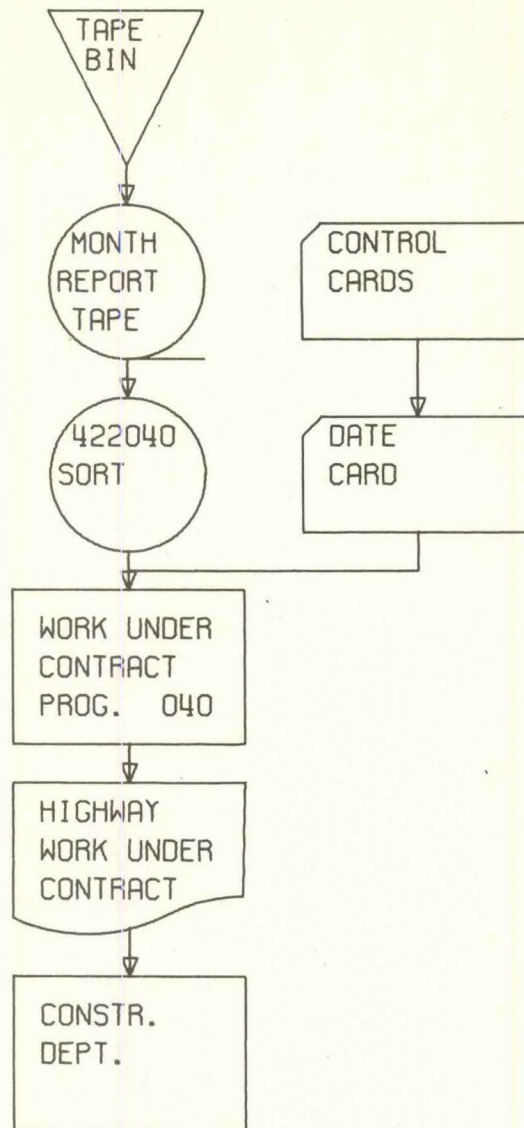 TAPE
BIN
MONTH
REPORT
TAPE
CONTROL
CARDS
422040
SORT
DATE
CARD
WORK UNDER
CONTRACT
PROG. 040
HIGHWAY
WORK UNDER
CONTRACT
CONSTR.
DEPT.